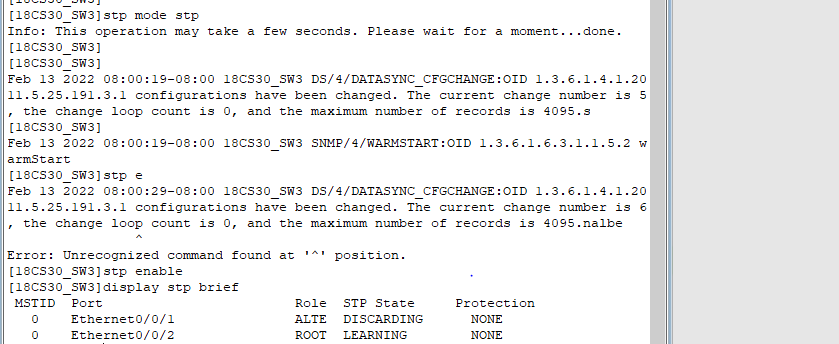 [18CS30_SW3]
[18CS30_SW3]stp mode stp
Info: This operation may take a few seconds. Please wait for a moment...done.
[18CS30_SW3]
[18CS30_SW3]
Feb 13 2022 08:00:19-08:00 18CS30_SW3 DS/4/DATASYNC_CFGCHANGE:OID 1.3.6.1.4.1.20
11.5.25.191.3.1 configurations have been changed. The current change number is 5
, the change loop count is 0, and the maximum number of records is 4095.s
[18CS30_SW3]
Feb 13 2022 08:00:19-08:00 18CS30_SW3 SNMP/4/WARMSTART:OID 1.3.6.1.6.3.1.1.5.2 w
armStart
[18CS30_SW3]stp e
Feb 13 2022 08:00:29-08:00 18CS30_SW3 DS/4/DATASYNC_CFGCHANGE:OID 1.3.6.1.4.1.20
11.5.25.191.3.1 configurations have been changed. The current change number is 6
, the change loop count is 0, and the maximum number of records is 4095.nalbe
^
Error: Unrecognized command found at '^' position.
[18CS30_SW3]stp enable
[18CS30_SW3]display stp brief
MSTID Port Role STP State Protection
0 Ethernet0/0/1 ALTE DISCARDING NONE
0 Ethernet0/0/2 ROOT LEARNING NONE